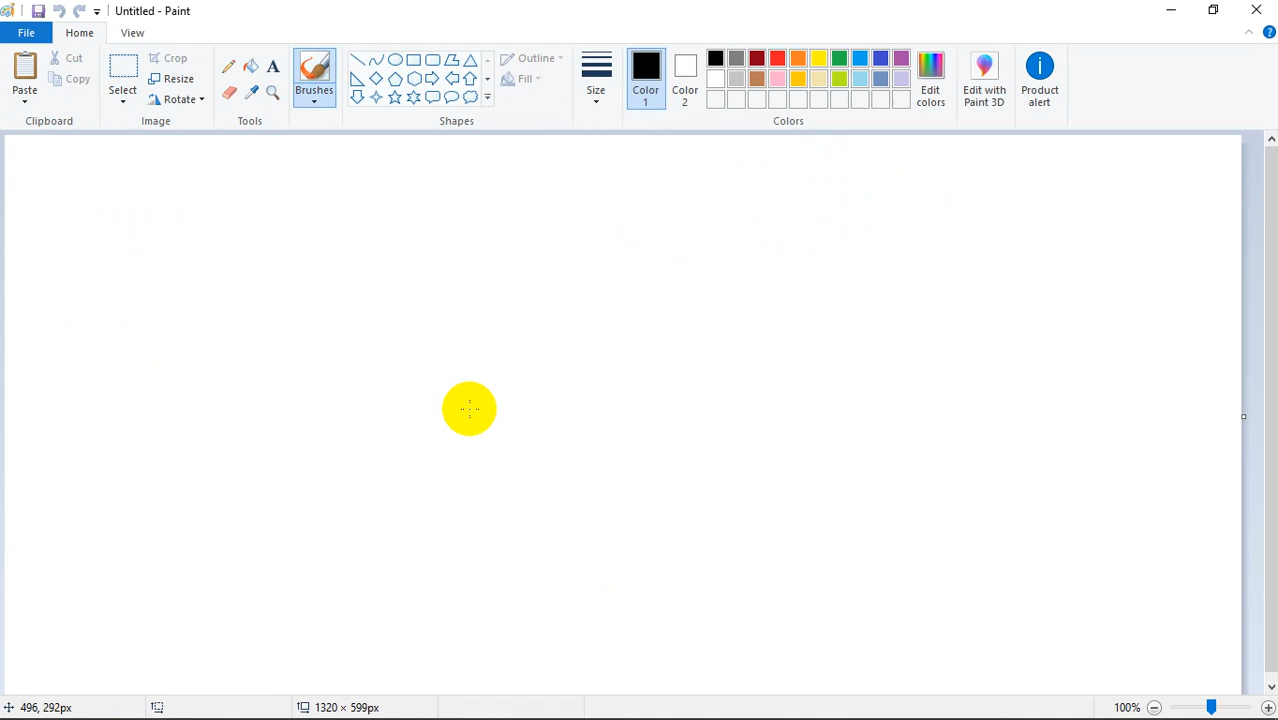 Untitled - Paint
File Home View
Paste Cut Copy Clipboard
Select Crop Resize Rotate Image
A Tools
Brushes
Outline Fill Shapes
Size
Color 1
Color 2
Edit colors
Colors
Edit with Paint 3D
i Product alert
?
496, 292px 1320 × 599px 100%